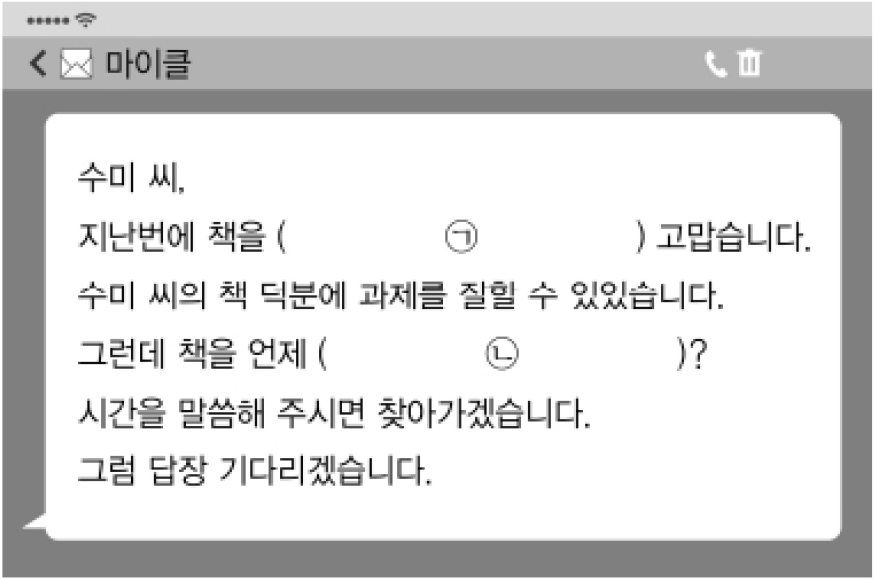 마이클
수미 씨,
지난번에 책을 ( ㉠ ) 고맙습니다.
수미 씨의 책 덕분에 과제를 잘할 수 있었습니다.
그런데 책을 언제 ( ㉡ )?
시간을 말씀해 주시면 찾아가겠습니다.
그럼 답장 기다리겠습니다.